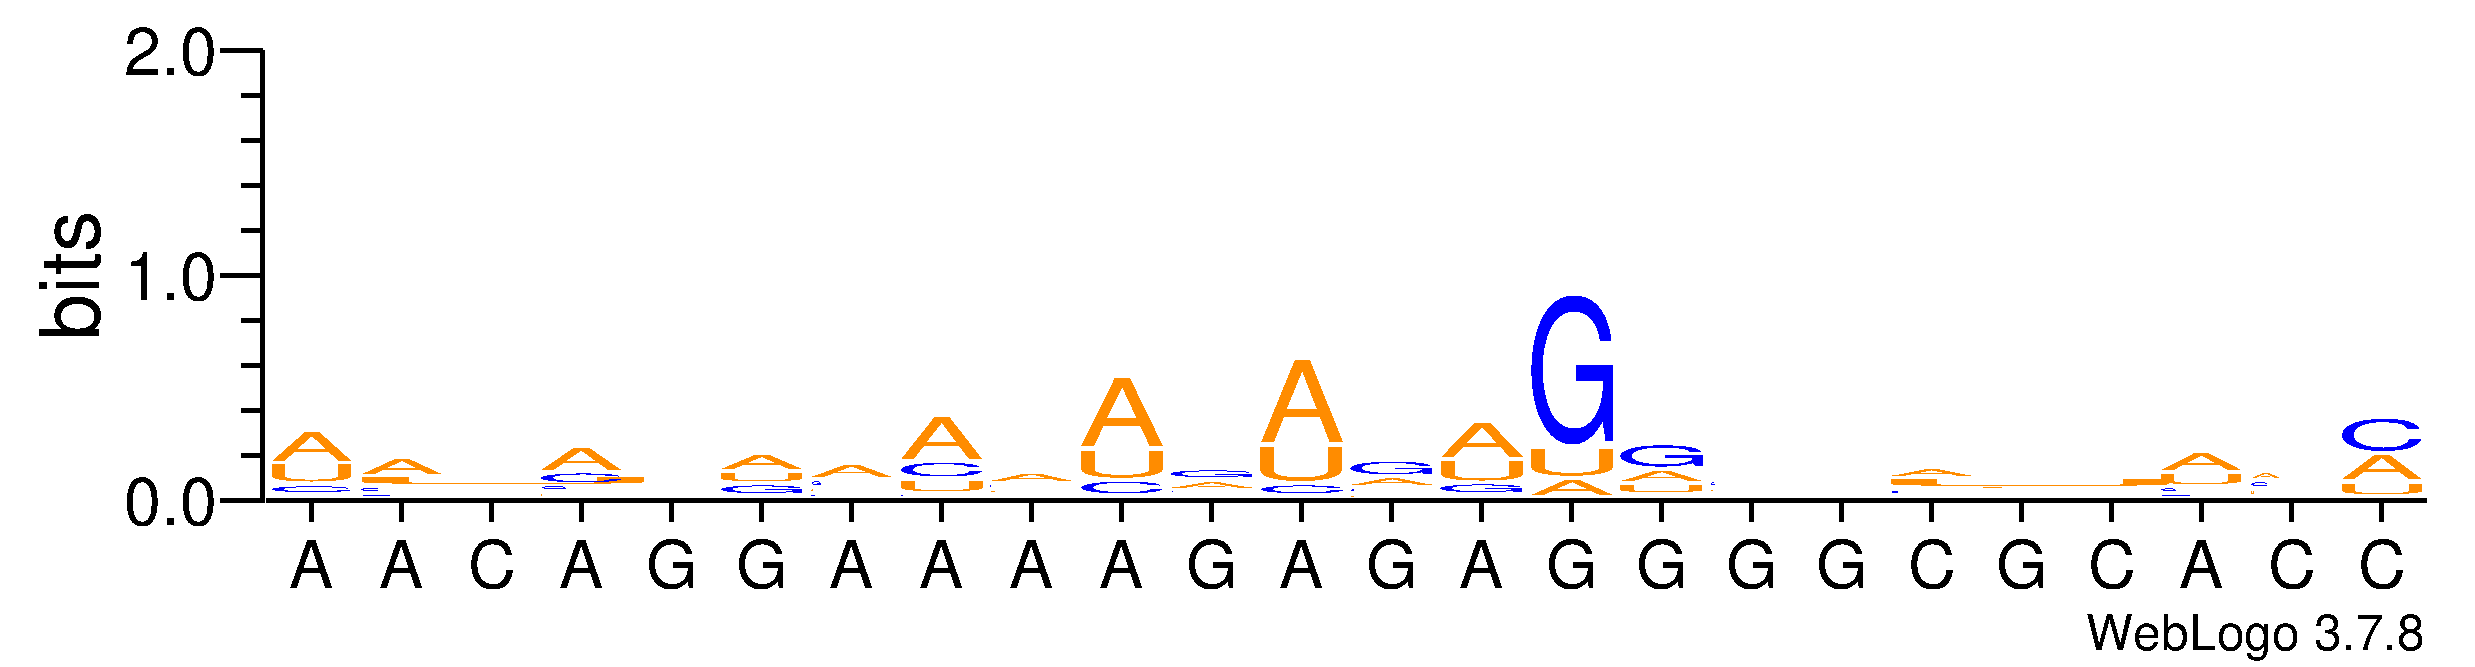 2.0
1.0
0.0
bits
A A C A G G A A A A G A G A G G G G C G C A C C
WebLogo 3.7.8